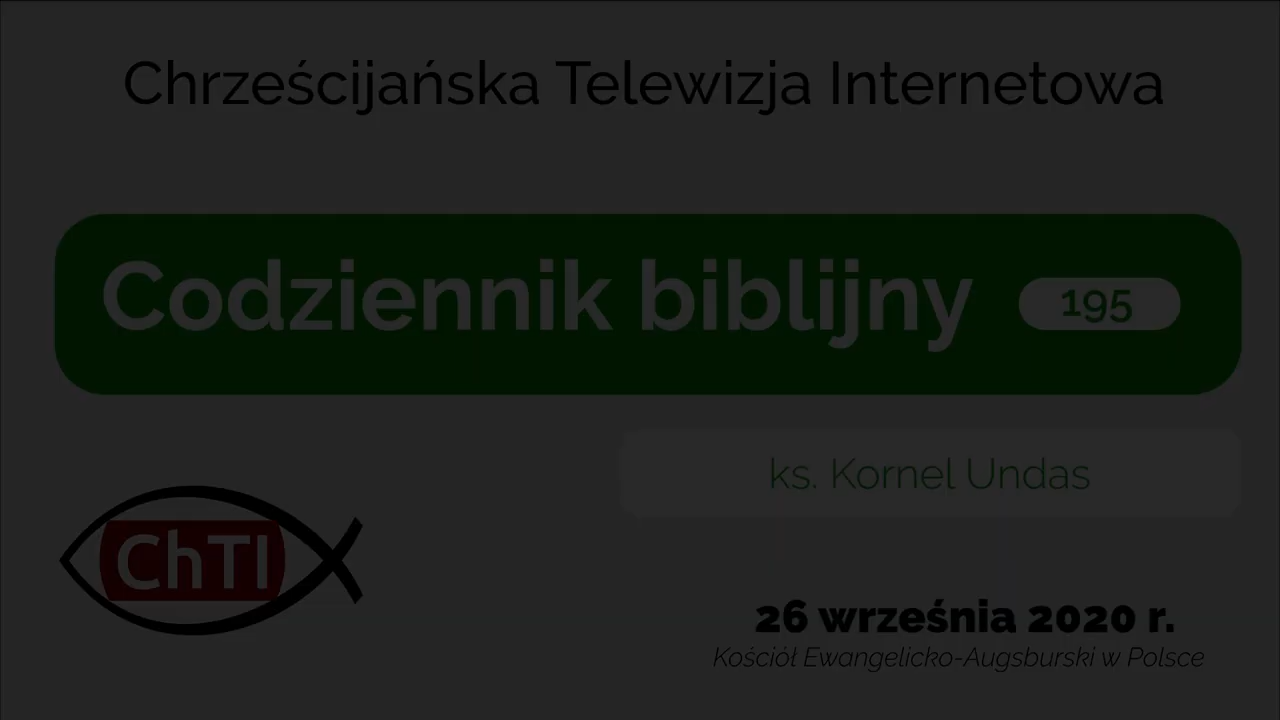 Chrześcijańska Telewizja Internetowa
Codziennik biblijny 195
ks. Kornel Undas
ChTI
26 września 2020 r.
Kościół Ewangelicko-Augsburski w Polsce